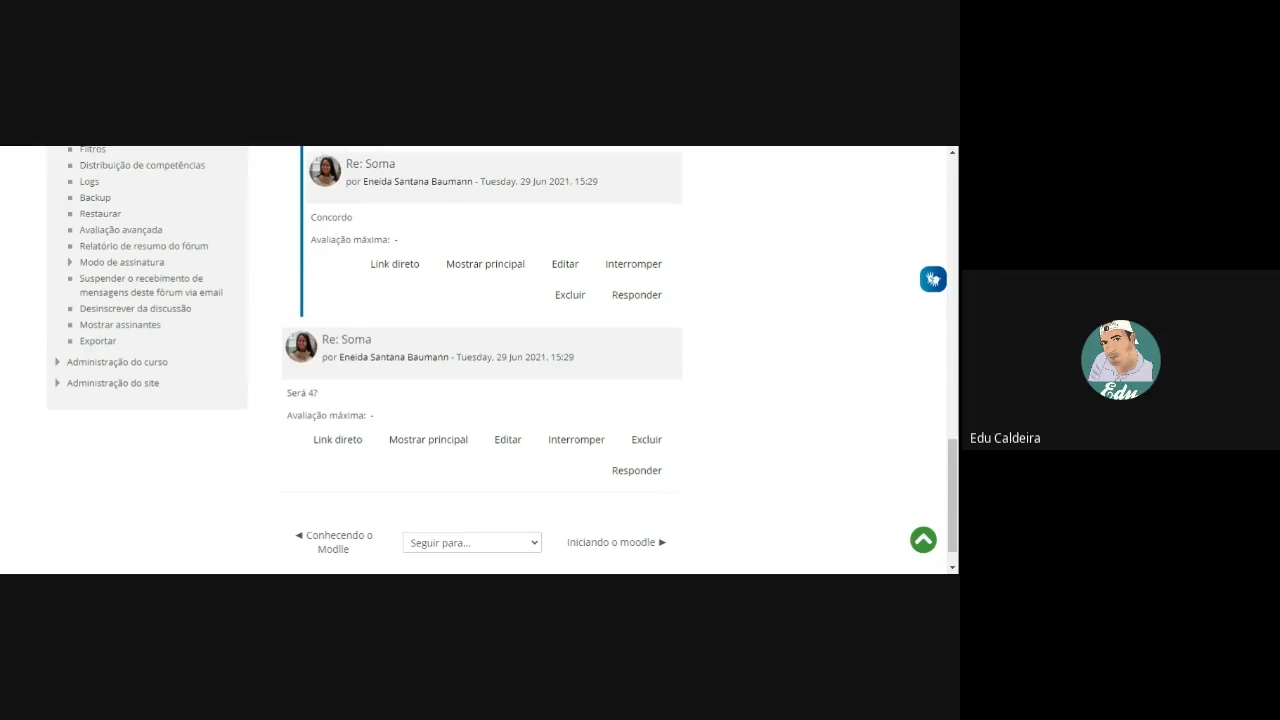 Filtros
Distribuição de competências
Logs
Backup
Restaurar
Avaliação avançada
Relatório de resumo do fórum
Modo de assinatura
Suspender o recebimento de
mensagens deste fórum via email
Desinscrever da discussão
Mostrar assinantes
Exportar
Administração do curso
Administração do site
Re: Soma
por Eneida Santana Baumann - Tuesday, 29 Jun 2021, 15:29
Concordo
Avaliação máxima: -
Link direto Mostrar principal Editar Interromper
Excluir Responder
Re: Soma
por Eneida Santana Baumann - Tuesday, 29 Jun 2021, 15:29
Será 4?
Avaliação máxima: -
Link direto Mostrar principal Editar Interromper Excluir
Responder
◄ Conhecendo o
Modlle
Seguir para...
Iniciando o moodle ►
Edu
Edu Caldeira